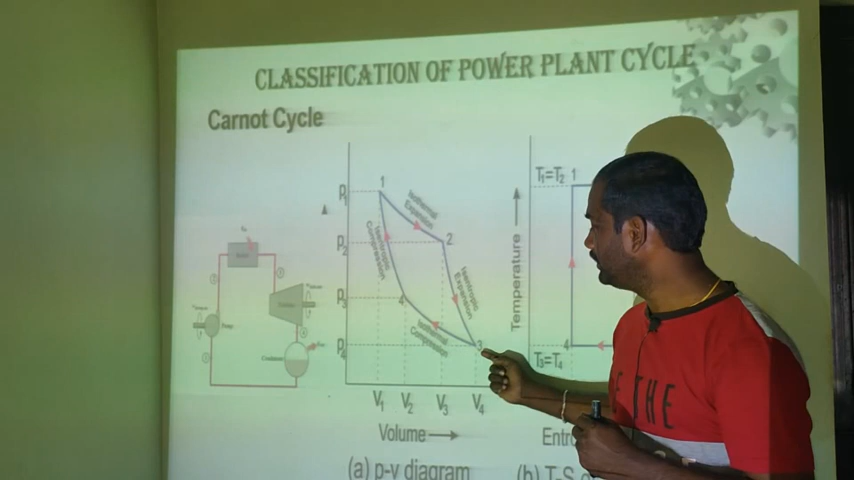 CLASSIFICATION OF POWER PLANT CYCLE
Carnot Cycle
P1
P2
P3
P4
1
2
3
4
Isothermal Expansion
Isentropic Expansion
Isothermal Compression
Isentropic Compression
V1 V2 V3 V4
Volume
(a) p-v diagram
Temperature
T1=T2 1
4
T3=T4
Entro
(b) T-S
THE